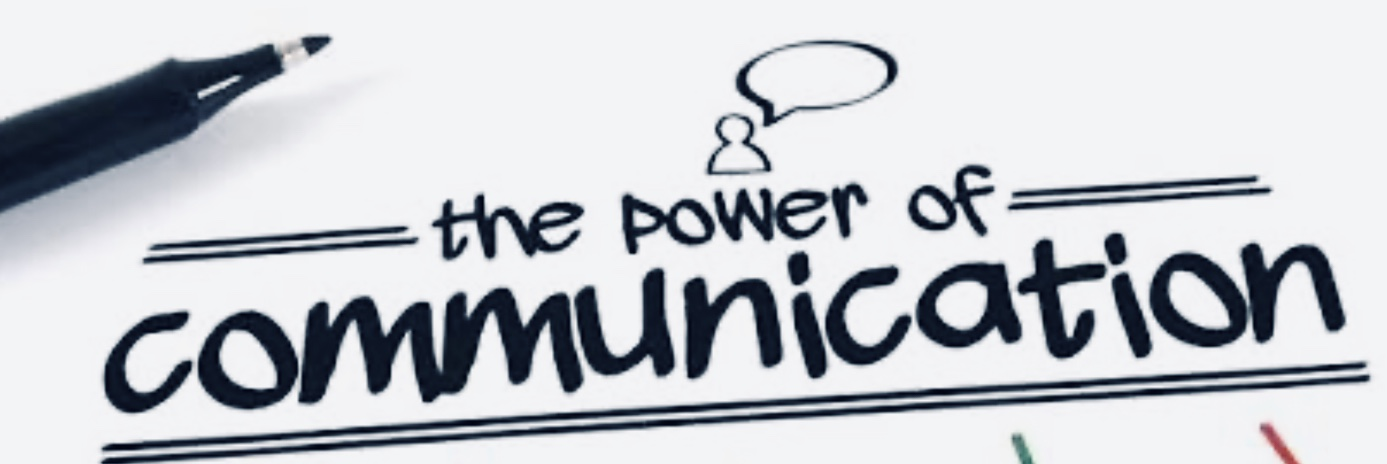 the power of
communication